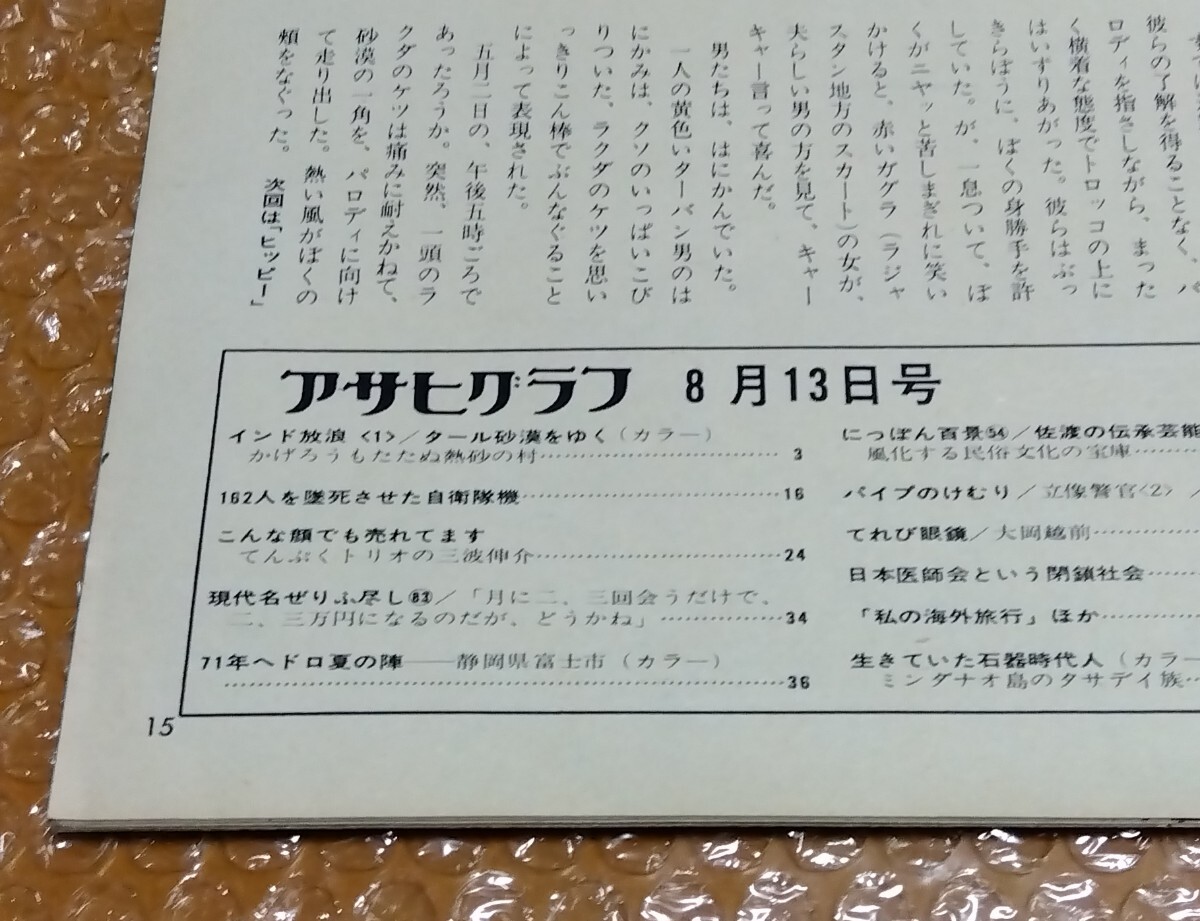 彼らの了解を得ることなく、パ
ロディを指さしながら、まった
く横着な態度でトロッコの上に
はいずりあがった。彼らはぶっ
きらぼうに、ぼくの身勝手を許
していた。が、一息ついて、ぼ
くがニヤッと苦しまぎれに笑い
かけると、赤いガグラ（ラジャ
スタン地方のスカート）の女が、
夫らしい男の方を見て、キャー
キャー言って喜んだ。
男たちは、はにかんでいた。
一人の黄色いターバン男のは
にかみは、クソのいっぱいこび
りついた。ラクダのケツを思い
っきりこん棒でぶんなぐること
によって表現された。
五月二日の、午後五時ごろで
あったろうか。突然、一頭のラ
クダのケツは痛みに耐えかねて、
砂漠の一角を、パロディに向け
て走り出した。熱い風がぼくの
頬をなぐった。
次回は「ヒッピー」
アサヒグラフ 8月13日号
インド放浪〈1〉／タール砂漠をゆく（カラー）
かげろうもたたぬ熱砂の村……3
162人を墜死させた自衛隊機……16
こんな顔でも売れてます
てんぷくトリオの三波伸介……24
現代名ぜりふ尽し㊃／「月に二、三回会うだけで、
二、三万円になるのだが、どうかね」……34
71年ヘドロ夏の陣――静岡県富士市（カラー）
……36
にっぽん百景54／佐渡の伝承芸能
風化する民俗文化の宝庫……
パイプのけむり／立像警官〈2〉
てれび眼鏡／大岡越前……
日本医師会という閉鎖社会……
「私の海外旅行」ほか……
生きていた石器時代人（カラー
ミンダナオ島のタサデイ族……
15